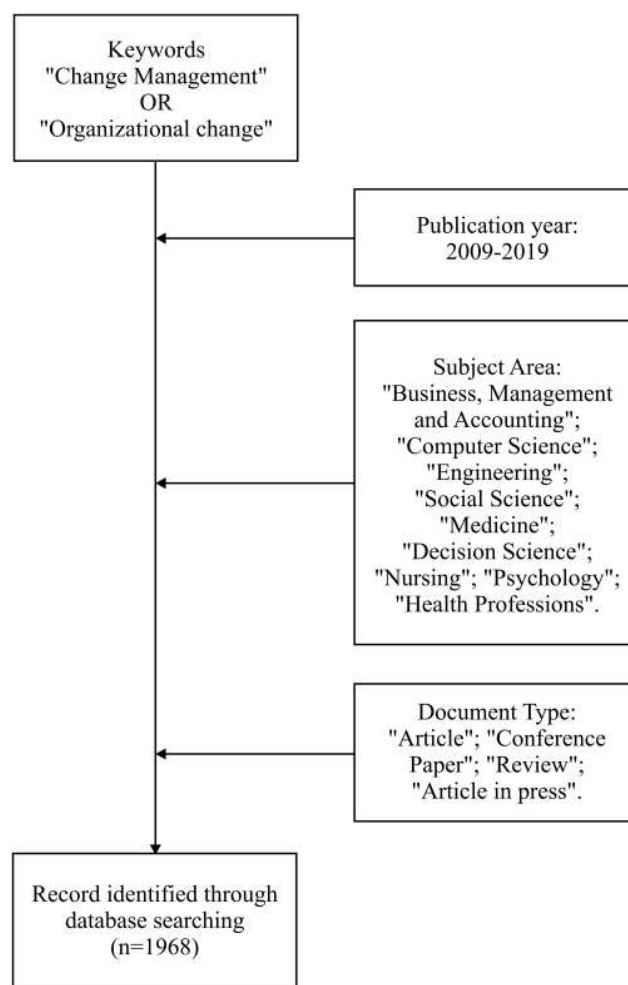 Keywords
"Change Management"
OR
"Organizational change"
Publication year:
2009-2019
Subject Area:
"Business, Management
and Accounting";
"Computer Science";
"Engineering";
"Social Science";
"Medicine";
"Decision Science";
"Nursing"; "Psychology";
"Health Professions".
Document Type:
"Article"; "Conference
Paper"; "Review";
"Article in press".
Record identified through
database searching
(n=1968)